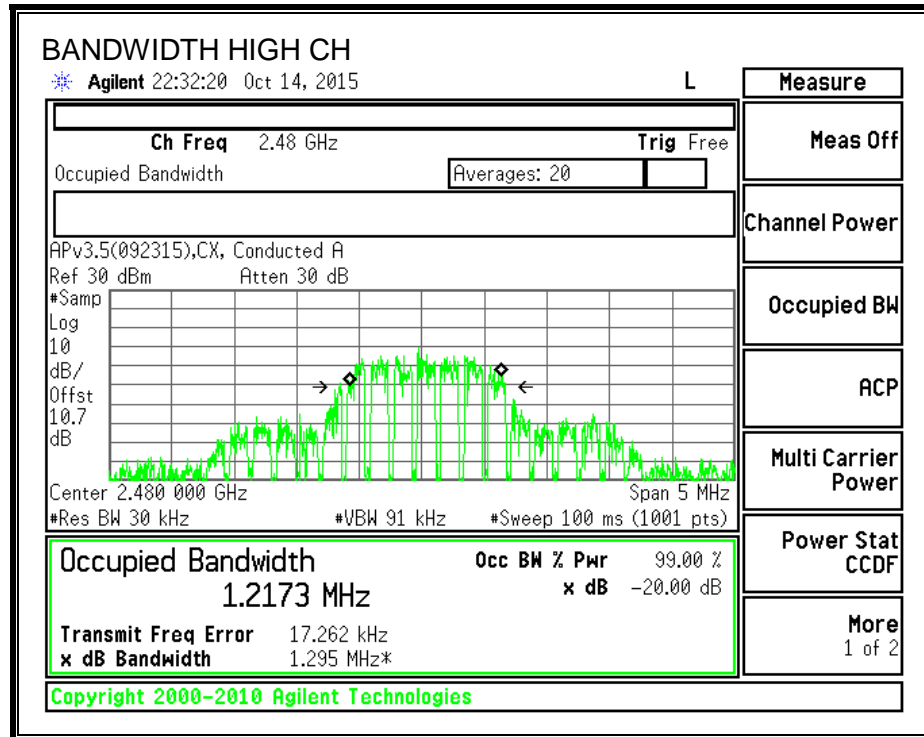 BANDWIDTH HIGH CH
Agilent 22:32:20 Oct 14, 2015 L
Measure
Ch Freq 2.48 GHz Trig Free
Occupied Bandwidth Averages: 20
APv3.5(092315),CX, Conducted A
Ref 30 dBm Atten 30 dB
#Samp
Log
10
dB/
Offst
10.7
dB
Center 2.480 000 GHz Span 5 MHz
#Res BW 30 kHz #VBW 91 kHz #Sweep 100 ms (1001 pts)
Occupied Bandwidth
1.2173 MHz
Occ BW % Pwr 99.00 %
x dB -20.00 dB
Transmit Freq Error 17.262 kHz
x dB Bandwidth 1.295 MHz*
Copyright 2000-2010 Agilent Technologies
Meas Off
Channel Power
Occupied BW
ACP
Multi Carrier
Power
Power Stat
CCDF
More
1 of 2